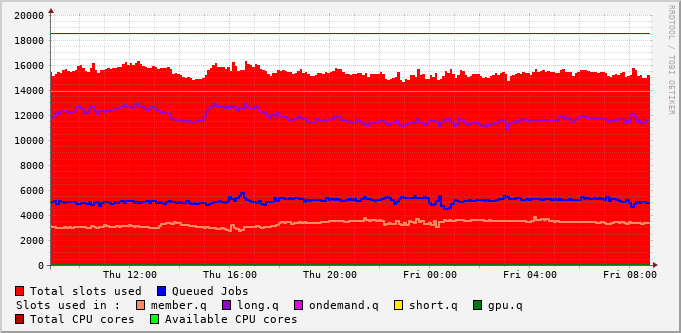 RRDTOOL / TOBI OETIKER
20000
18000
16000
14000
12000
10000
8000
6000
4000
2000
0
Thu 12:00 Thu 16:00 Thu 20:00 Fri 00:00 Fri 04:00 Fri 08:00
Total slots used Queued Jobs
Slots used in : member.q long.q ondemand.q short.q gpu.q
Total CPU cores Available CPU cores